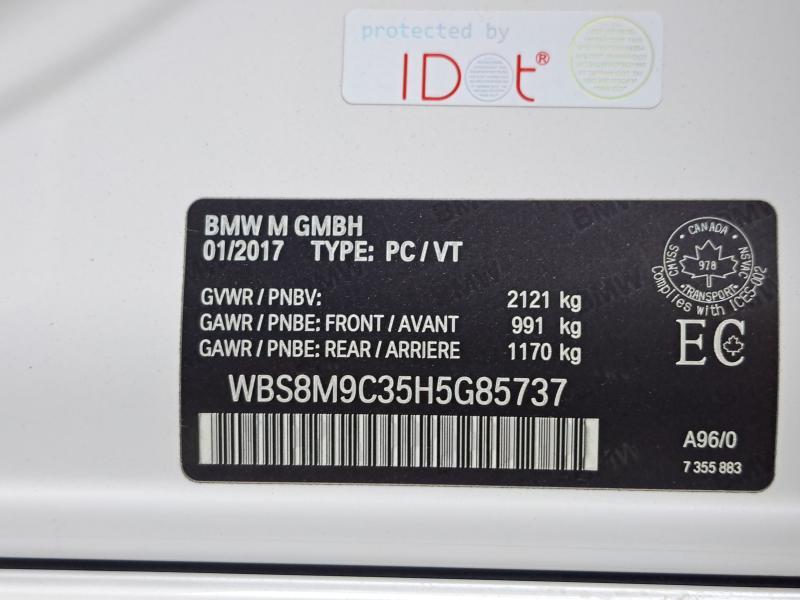 protected by
IDOt®
BMW M GMBH
01/2017 TYPE: PC / VT
GVWR / PNBV: 2121 kg
GAWR / PNBE: FRONT / AVANT 991 kg
GAWR / PNBE: REAR / ARRIERE 1170 kg
WBS8M9C35H5G85737
CANADA
CMVSS
978
NSVAC
TRANSPORT
Complies with ICES-002
EC
A96/0
7 355 883